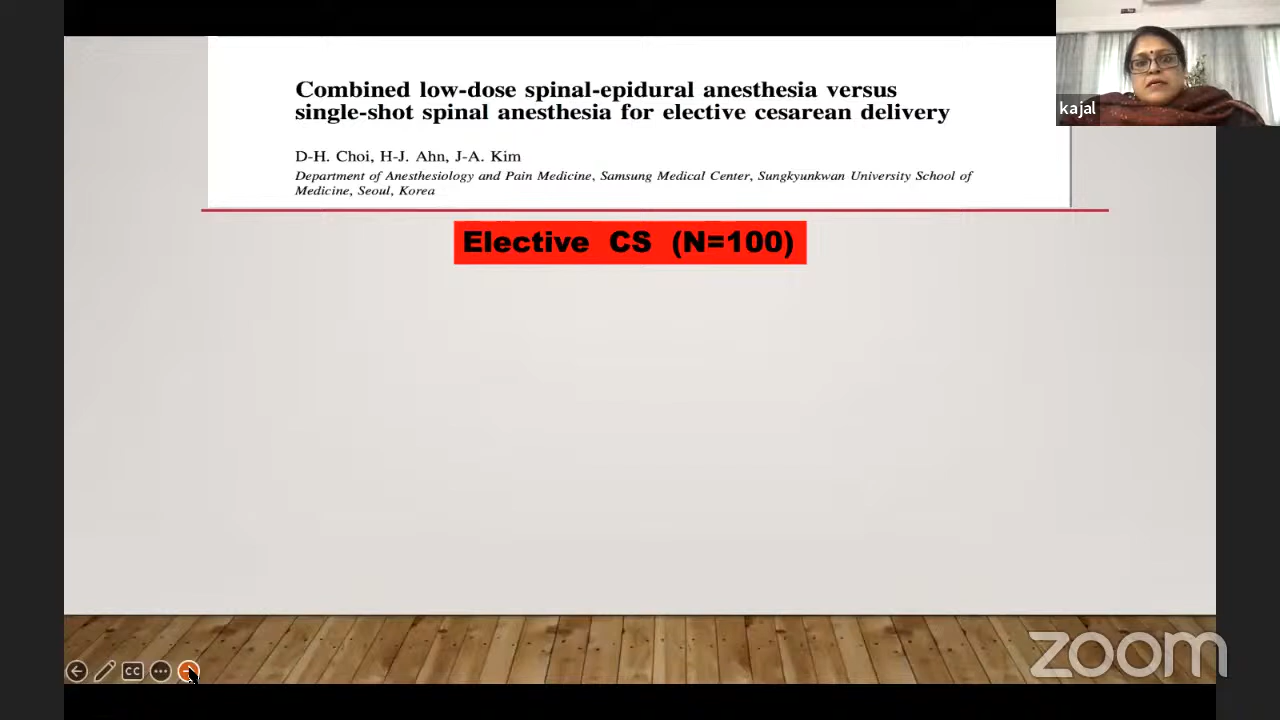 Combined low-dose spinal-epidural anesthesia versus
single-shot spinal anesthesia for elective cesarean delivery
kajal
D-H. Choi, H-J. Ahn, J-A. Kim
Department of Anesthesiology and Pain Medicine, Samsung Medical Center, Sungkyunkwan University School of
Medicine, Seoul, Korea
Elective CS (N=100)
CC
zoom